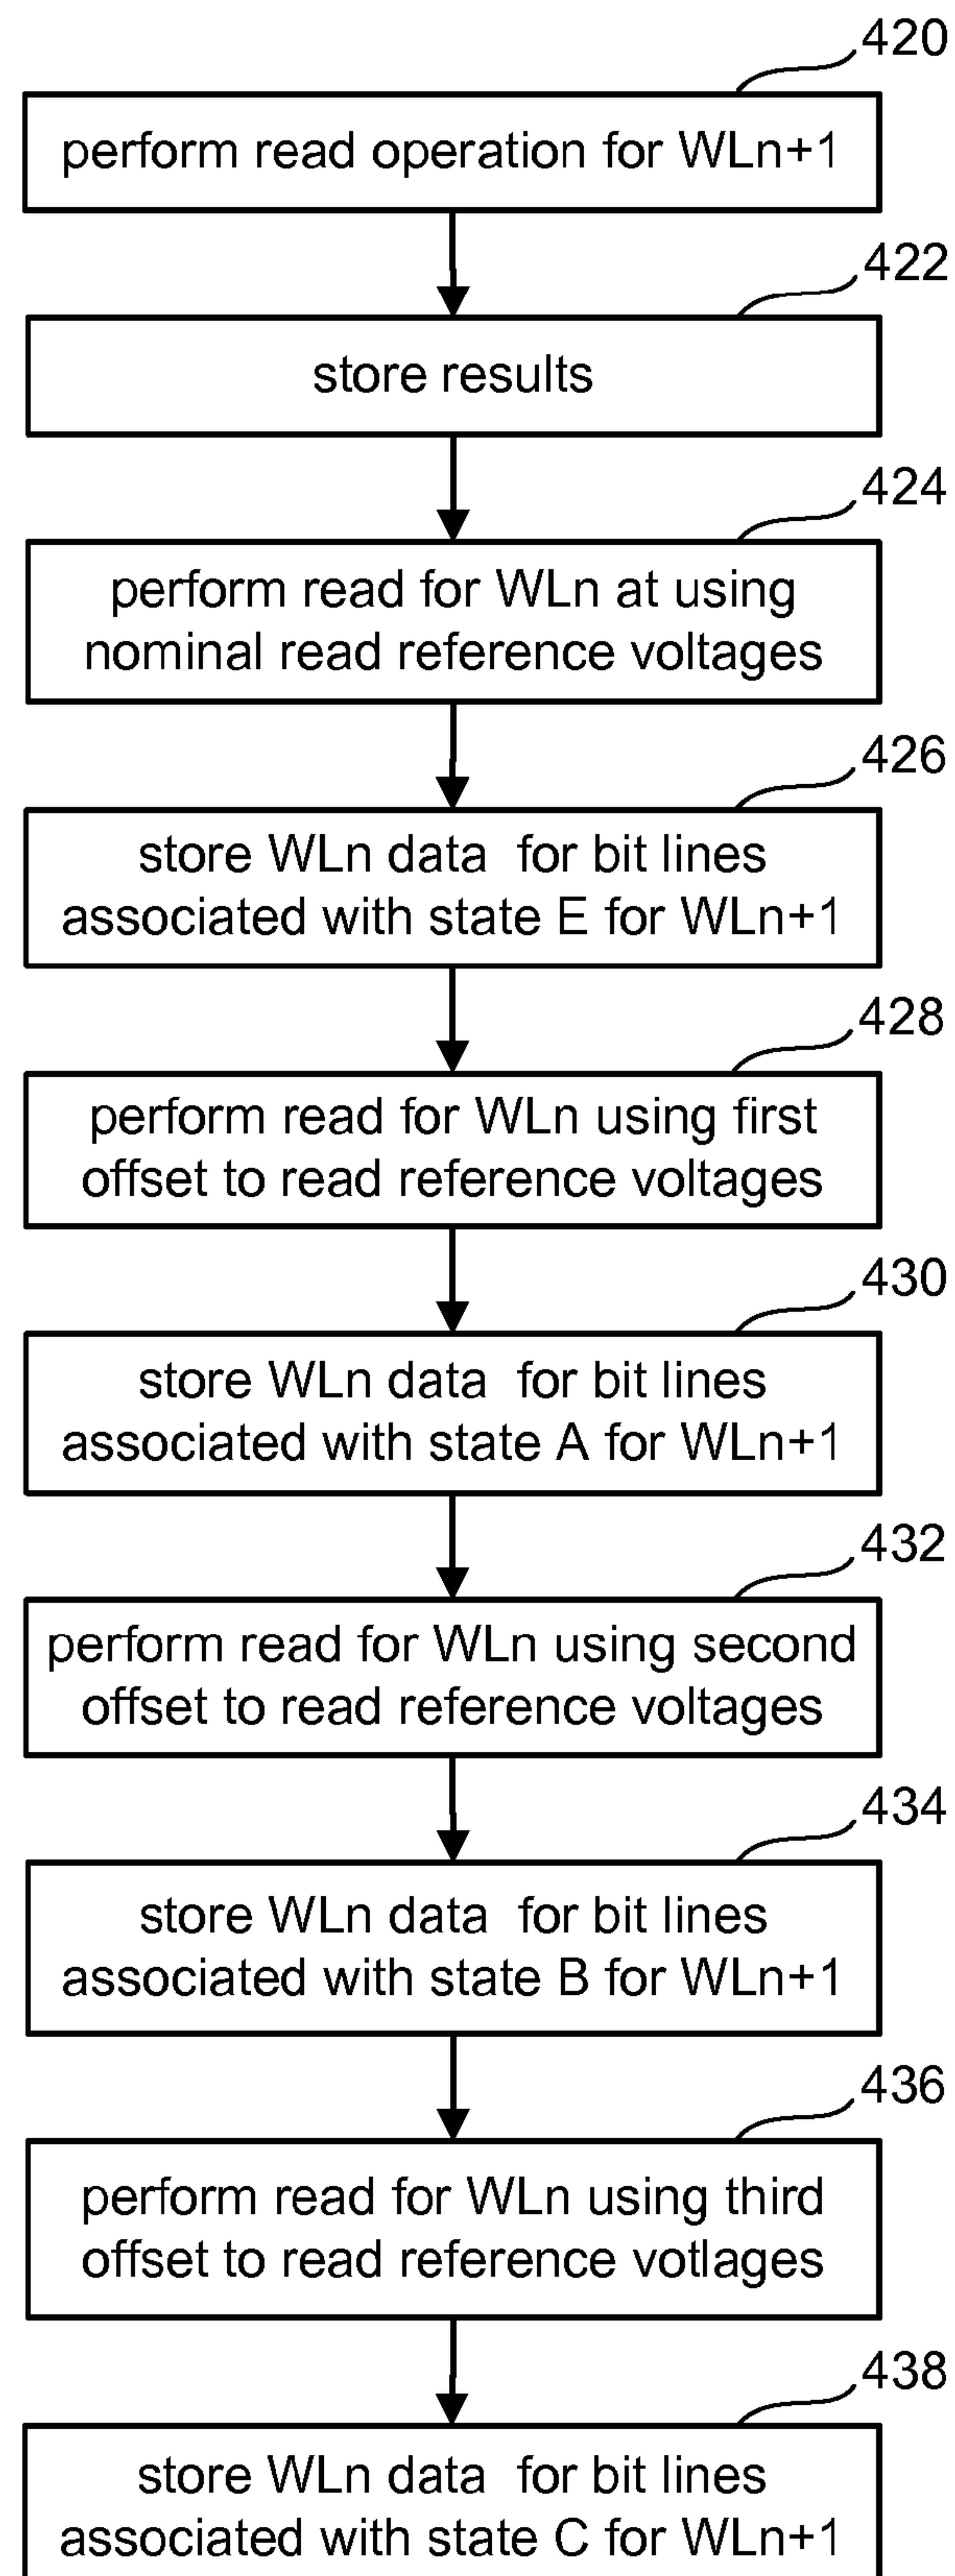 420
perform read operation for WLn+1
422
store results
424
perform read for WLn at using
nominal read reference voltages
426
store WLn data for bit lines
associated with state E for WLn+1
428
perform read for WLn using first
offset to read reference voltages
430
store WLn data for bit lines
associated with state A for WLn+1
432
perform read for WLn using second
offset to read reference voltages
434
store WLn data for bit lines
associated with state B for WLn+1
436
perform read for WLn using third
offset to read reference votlages
438
store WLn data for bit lines
associated with state C for WLn+1